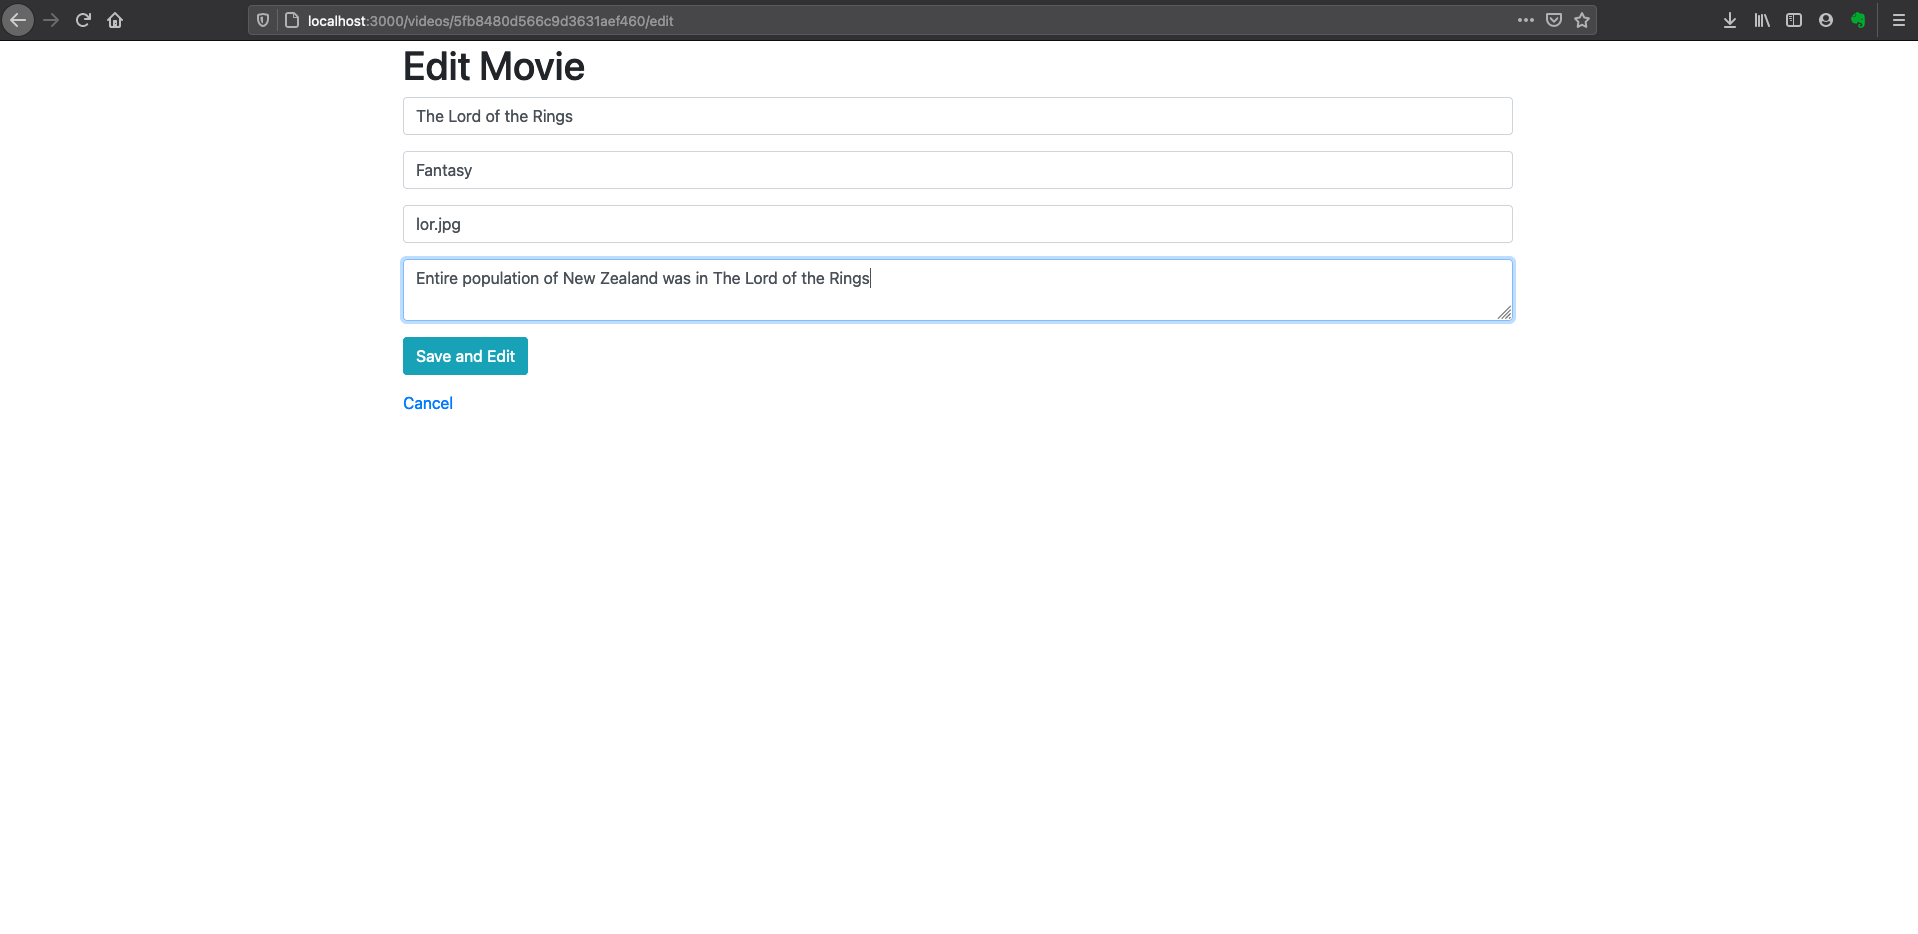 localhost:3000/videos/5fb8480d566c9d3631aef460/edit
Edit Movie
The Lord of the Rings
Fantasy
lor.jpg
Entire population of New Zealand was in The Lord of the Rings
Save and Edit
Cancel